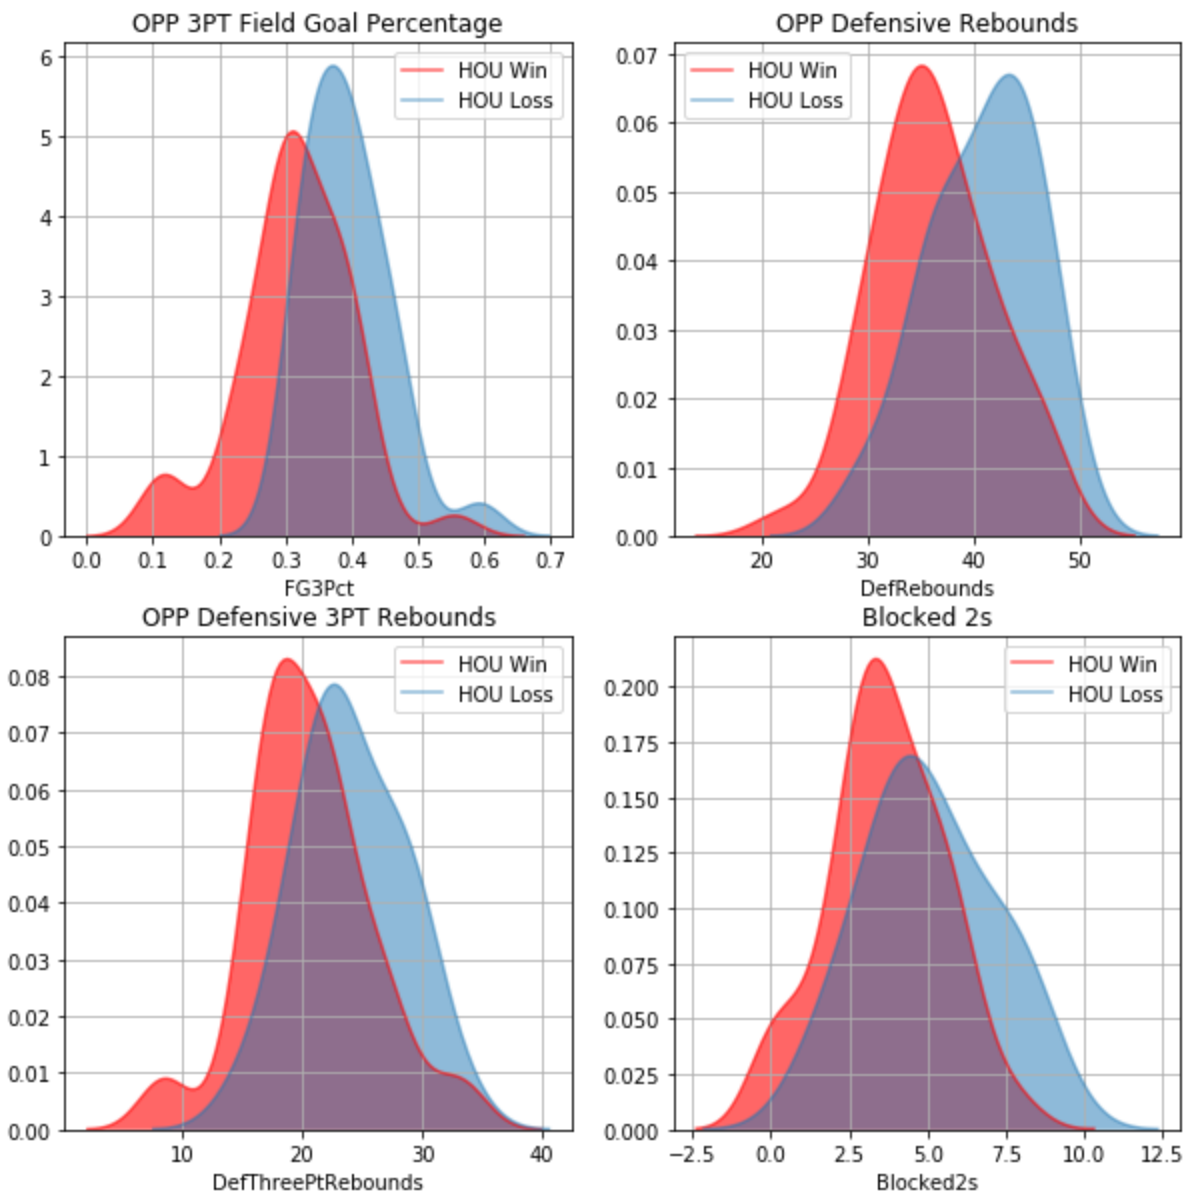 OPP 3PT Field Goal Percentage
6
5
4
3
2
1
0
HOU Win
HOU Loss
0.0 0.1 0.2 0.3 0.4 0.5 0.6 0.7
FG3Pct
OPP Defensive Rebounds
0.07
0.06
0.05
0.04
0.03
0.02
0.01
0.00
HOU Win
HOU Loss
20 30 40 50
DefRebounds
OPP Defensive 3PT Rebounds
0.08
0.07
0.06
0.05
0.04
0.03
0.02
0.01
0.00
HOU Win
HOU Loss
10 20 30 40
DefThreePtRebounds
Blocked 2s
0.200
0.175
0.150
0.125
0.100
0.075
0.050
0.025
0.000
HOU Win
HOU Loss
−2.5 0.0 2.5 5.0 7.5 10.0 12.5
Blocked2s